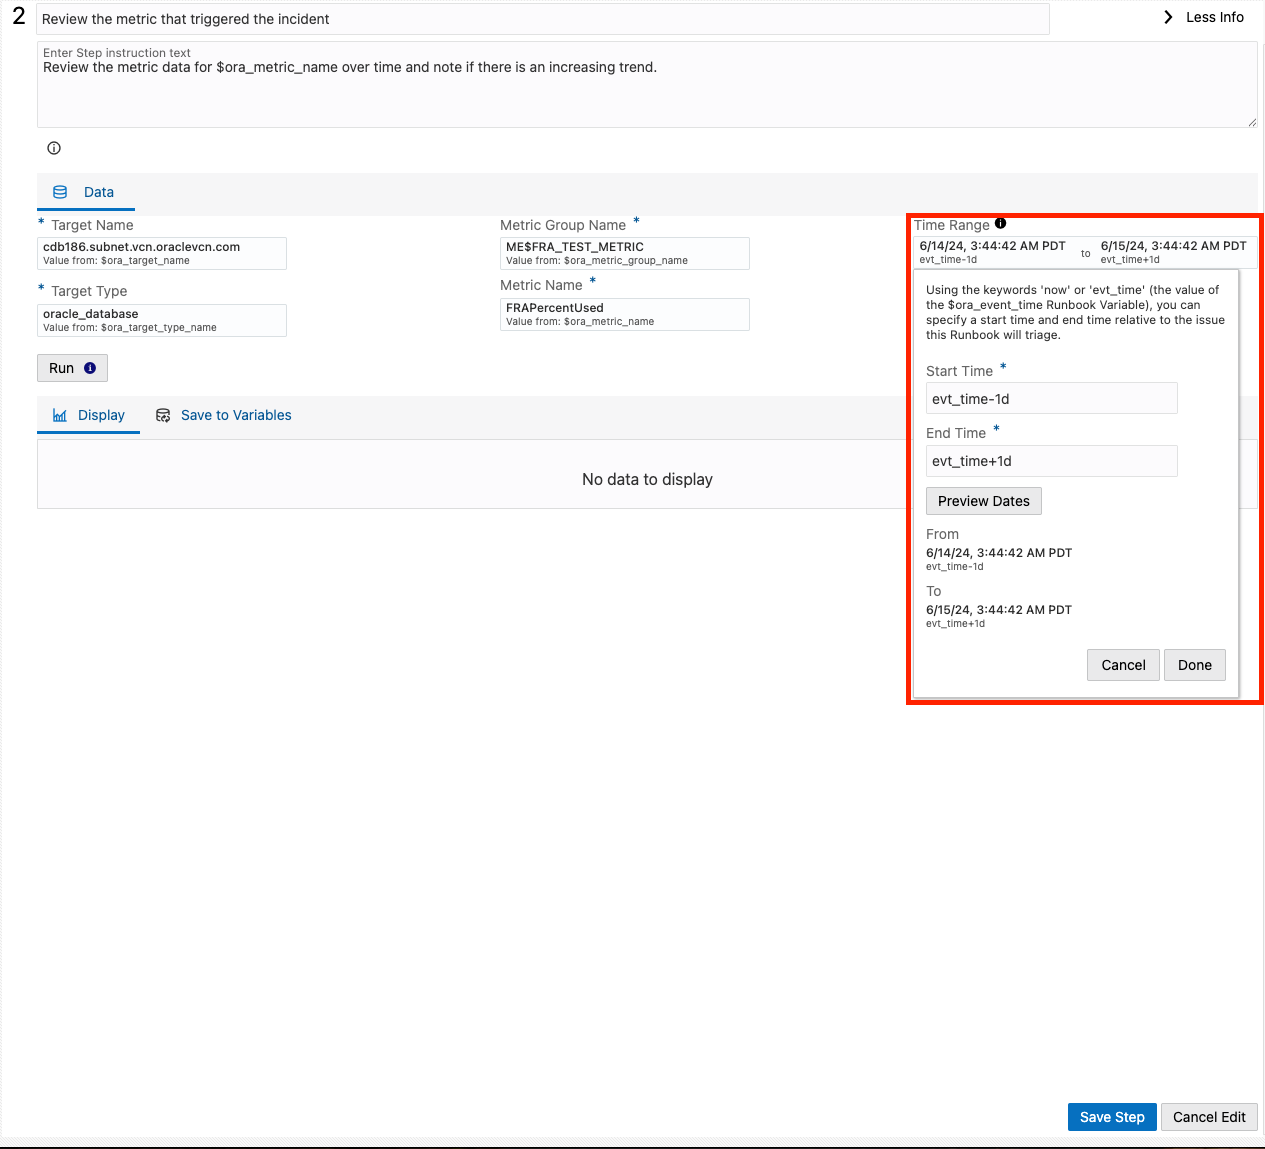 2
Review the metric that triggered the incident
Less Info
Enter Step instruction text
Review the metric data for $ora_metric_name over time and note if there is an increasing trend.
Data
* Target Name
cdb186.subnet.vcn.oraclevcn.com
Value from: $ora_target_name
* Target Type
oracle_database
Value from: $ora_target_type_name
Metric Group Name *
ME$FRA_TEST_METRIC
Value from: $ora_metric_group_name
Metric Name *
FRAPercentUsed
Value from: $ora_metric_name
Time Range
6/14/24, 3:44:42 AM PDT to 6/15/24, 3:44:42 AM PDT
evt_time-1d evt_time+1d
Using the keywords 'now' or 'evt_time' (the value of
the $ora_event_time Runbook Variable), you can
specify a start time and end time relative to the issue
this Runbook will triage.
Start Time *
evt_time-1d
End Time *
evt_time+1d
Preview Dates
From
6/14/24, 3:44:42 AM PDT
evt_time-1d
To
6/15/24, 3:44:42 AM PDT
evt_time+1d
Cancel Done
Run
Display Save to Variables
No data to display
Save Step Cancel Edit